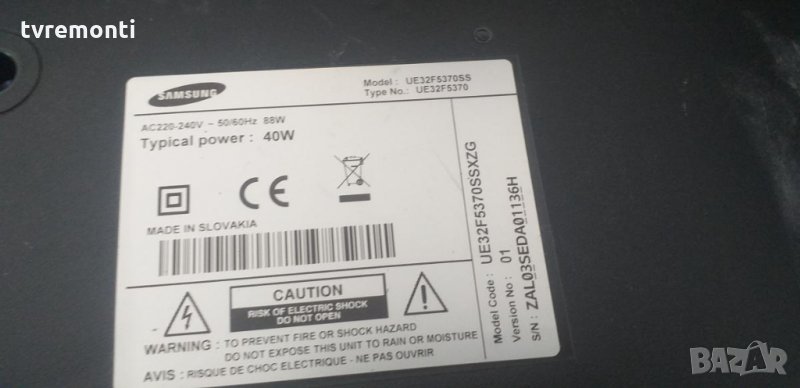 tvremonti
SAMSUNG
Model : UE32F5370SS
Type No.: UE32F5370
AC220-240V ~ 50/60Hz 88W
Typical power : 40W
CE
MADE IN SLOVAKIA
CAUTION
RISK OF ELECTRIC SHOCK
DO NOT OPEN
WARNING : TO PREVENT FIRE OR SHOCK HAZARD
DO NOT EXPOSE THIS UNIT TO RAIN OR MOISTURE
AVIS : RISQUE DE CHOC ELECTRIQUE - NE PAS OUVRIR
Model Code : UE32F5370SSXZG
Version No : 01
S/N : ZAL03SEDA01136H
BAZAR
bg